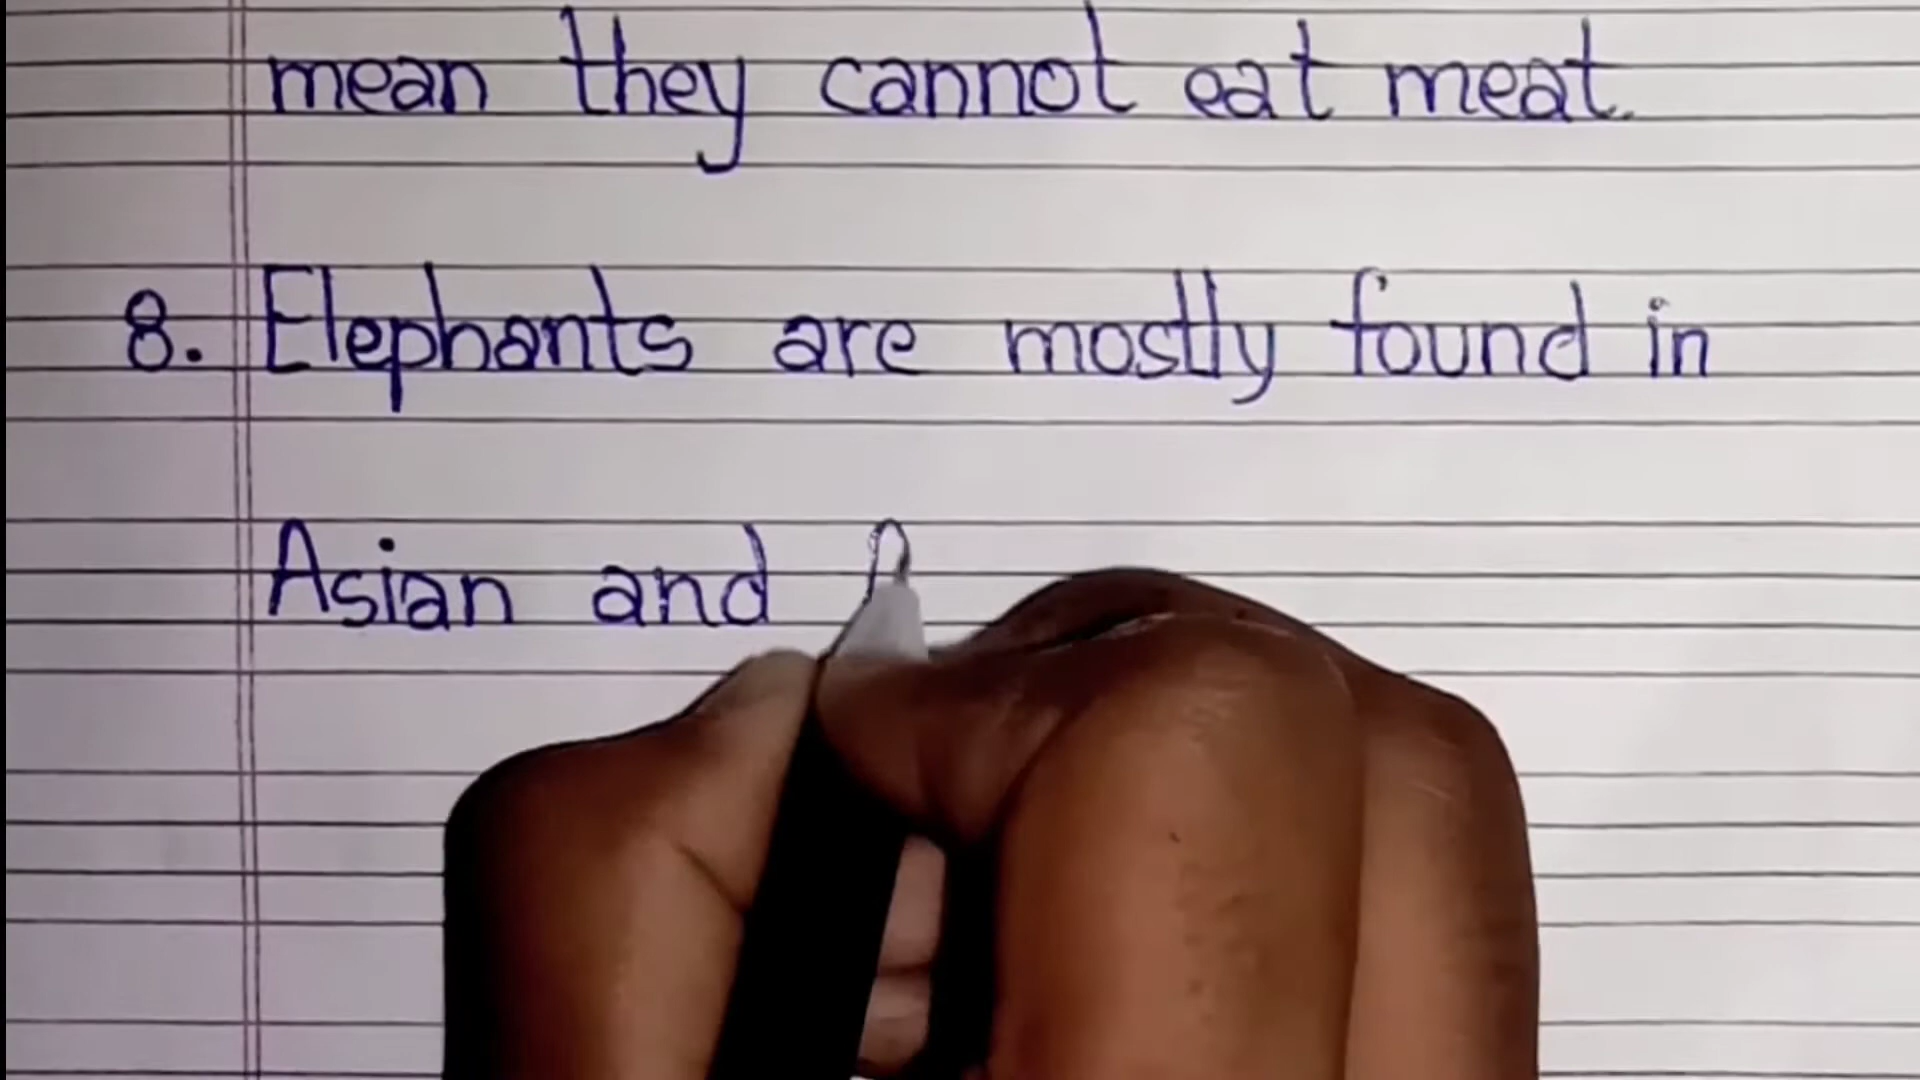 mean they cannot eat meat.
8. Elephants are mostly found in
Asian and